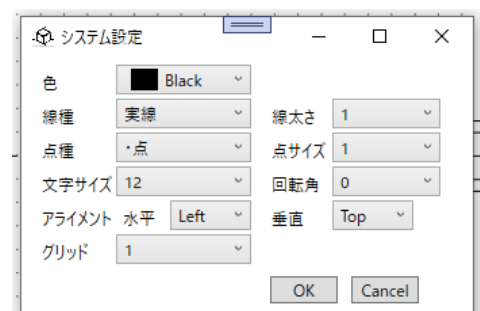 システム設定
色 Black
線種 実線 線太さ 1
点種 ・点 点サイズ 1
文字サイズ 12 回転角 0
アライメント 水平 Left 垂直 Top
グリッド 1
OK Cancel